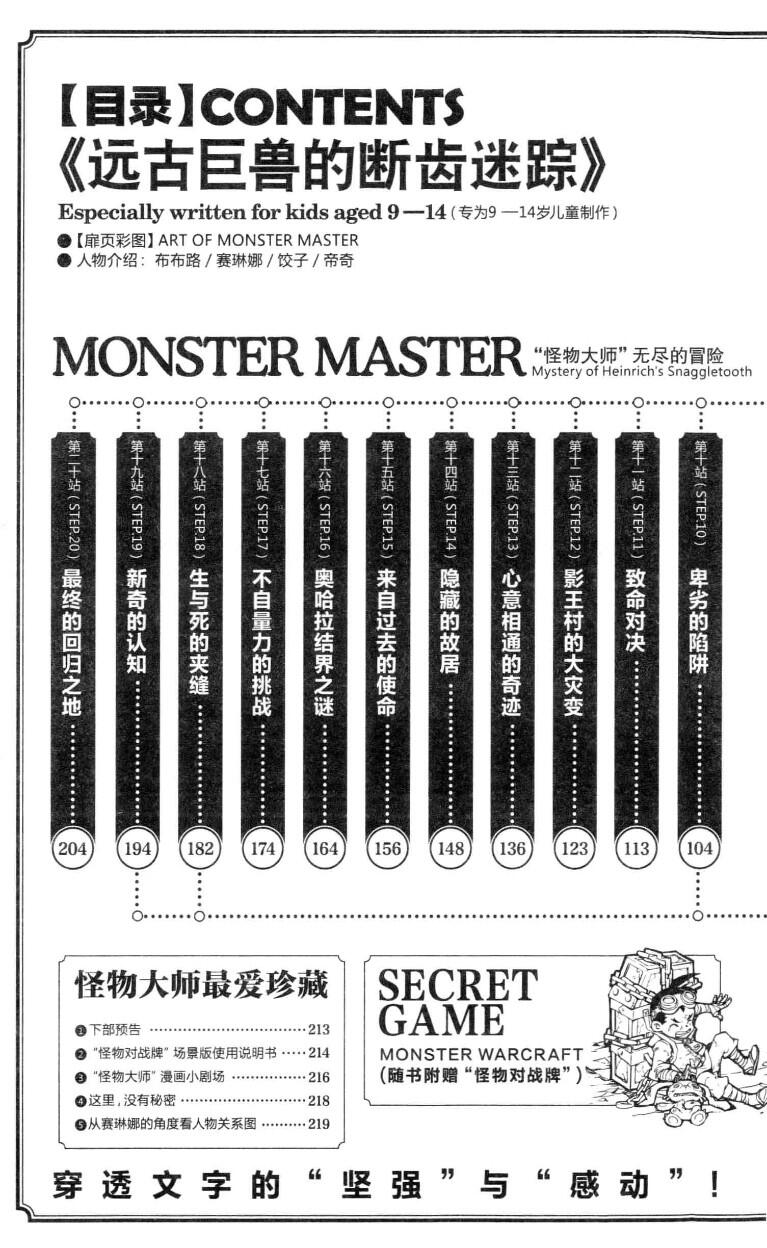 【目录】CONTENTS
《远古巨兽的断齿迷踪》
Especially written for kids aged 9—14（专为9—14岁儿童制作）
●【扉页彩图】ART OF MONSTER MASTER
● 人物介绍：布布路 / 赛琳娜 / 饺子 / 帝奇
MONSTER MASTER “怪物大师”无尽的冒险
Mystery of Heinrich's Snaggletooth
第十站（STEP.10）卑劣的陷阱 104
第十一站（STEP.11）致命对决 113
第十二站（STEP.12）影王村的大灾变 123
第十三站（STEP.13）心意相通的奇迹 136
第十四站（STEP.14）隐藏的故居 148
第十五站（STEP.15）来自过去的使命 156
第十六站（STEP.16）奥哈拉结界之谜 164
第十七站（STEP.17）不自量力的挑战 174
第十八站（STEP.18）生与死的夹缝 182
第十九站（STEP.19）新奇的认知 194
第二十站（STEP.20）最终的回归之地 204
怪物大师最爱珍藏
❶下部预告 ……………………………213
❷“怪物对战牌”场景版使用说明书 ……214
❸“怪物大师”漫画小剧场 ……………216
❹这里,没有秘密 ………………………218
❺从赛琳娜的角度看人物关系图 ………219
SECRET
GAME
MONSTER WARCRAFT
（随书附赠“怪物对战牌”）
穿透文字的“坚强”与“感动”！